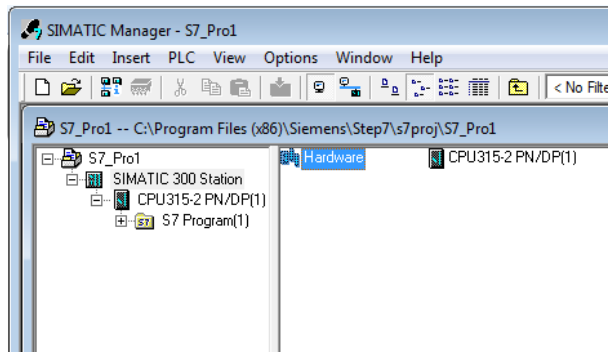 SIMATIC Manager - S7_Pro1
File Edit Insert PLC View Options Window Help
< No Filte
S7_Pro1 -- C:\Program Files (x86)\Siemens\Step7\s7proj\S7_Pro1
S7_Pro1
SIMATIC 300 Station
CPU315-2 PN/DP(1)
S7 Program(1)
Hardware
CPU315-2 PN/DP(1)